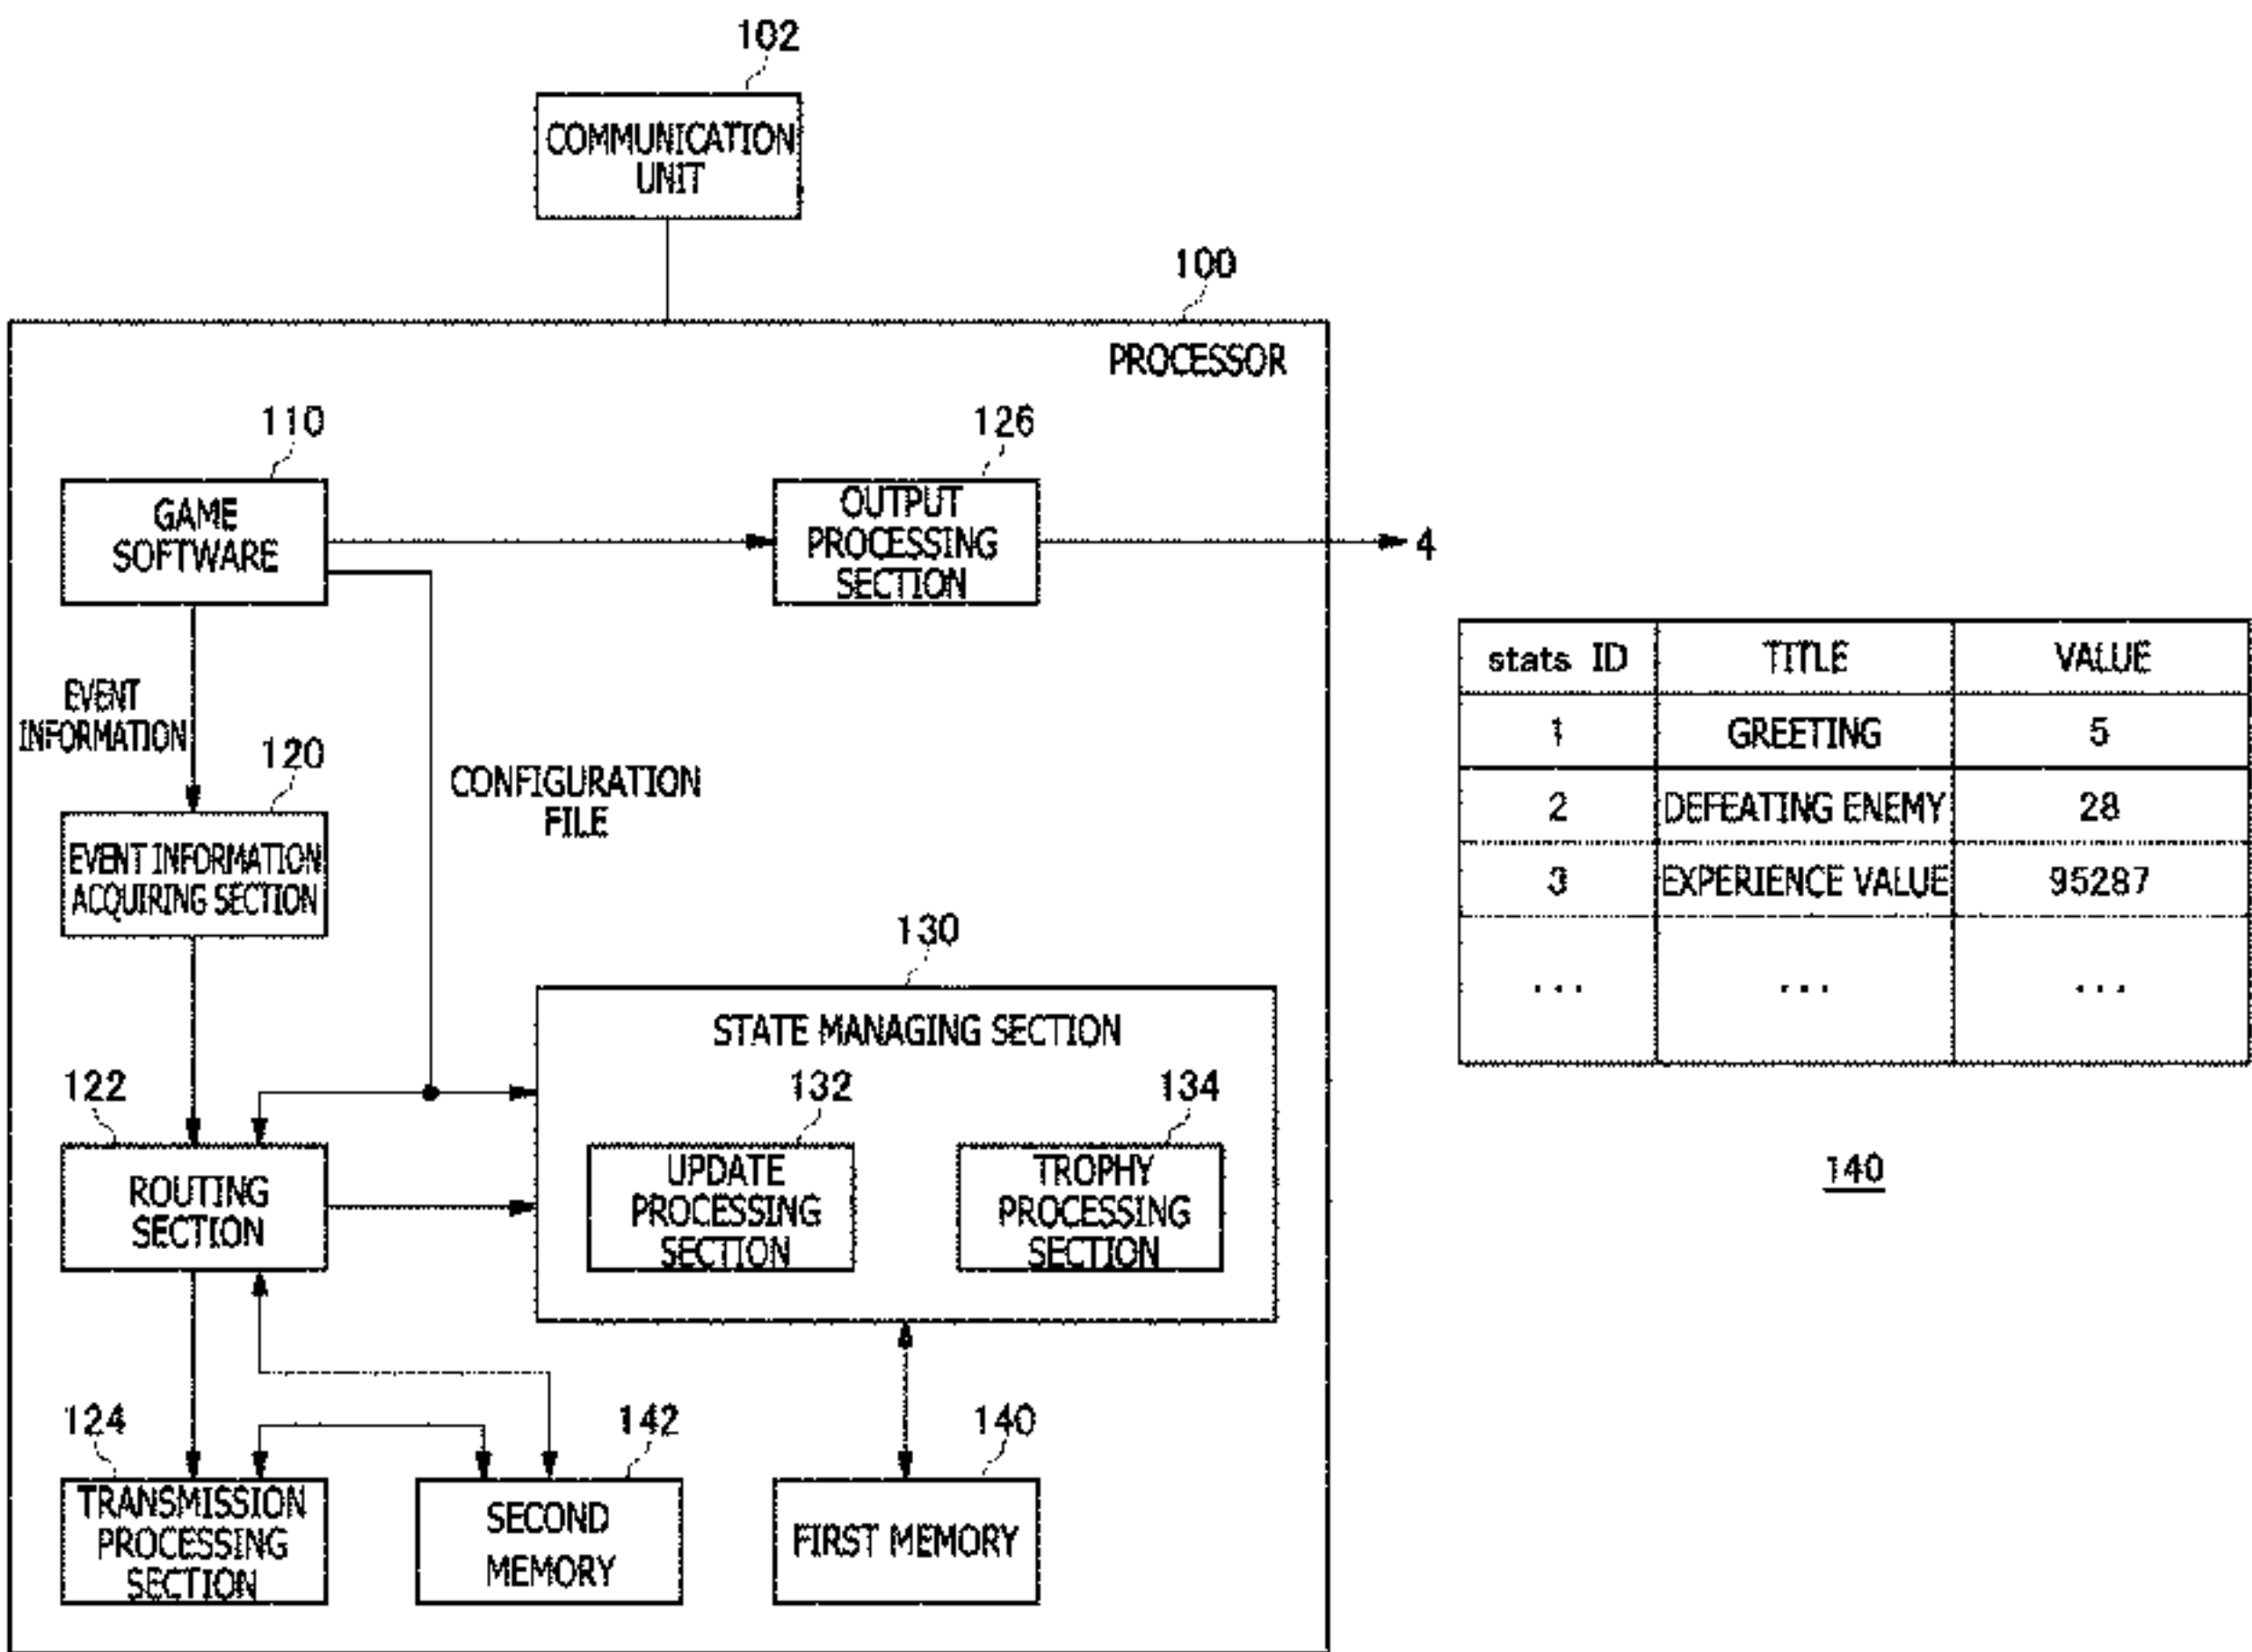 102
COMMUNICATION
UNIT
100
PROCESSOR
110
126
GAME
SOFTWARE
OUTPUT
PROCESSING
SECTION
4
EVENT
INFORMATION
120
CONFIGURATION
FILE
EVENT INFORMATION
ACQUIRING SECTION
130
STATE MANAGING SECTION
122
132
134
ROUTING
SECTION
UPDATE
PROCESSING
SECTION
TROPHY
PROCESSING
SECTION
124
142
140
TRANSMISSION
PROCESSING
SECTION
SECOND
MEMORY
FIRST MEMORY
stats ID TITLE VALUE
1 GREETING 5
2 DEFEATING ENEMY 28
3 EXPERIENCE VALUE 95287
... ... ...
140